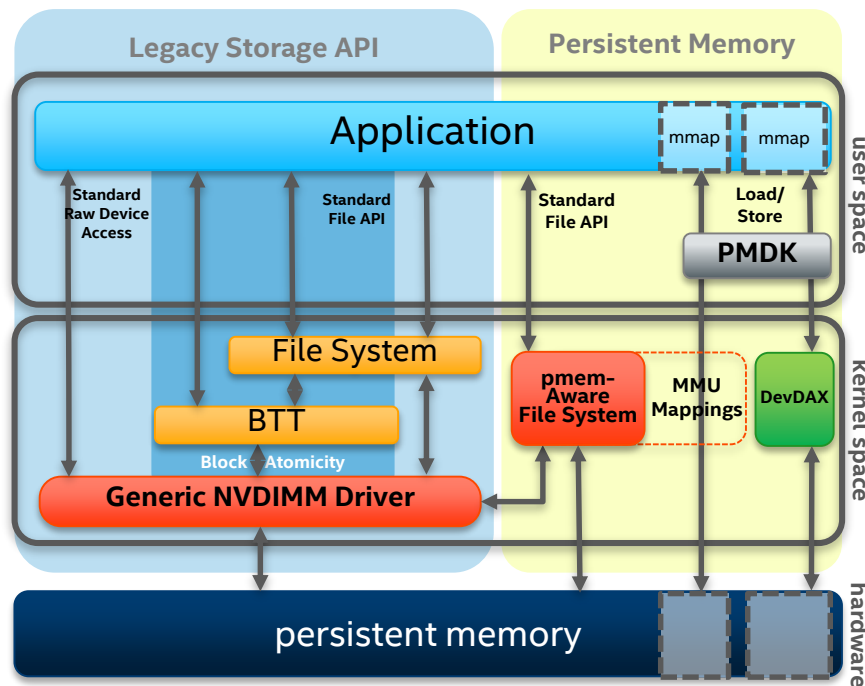 Legacy Storage API
Persistent Memory
Application
mmap
mmap
Standard
Raw Device
Access
Standard
File API
Standard
File API
Load/
Store
PMDK
user space
File System
BTT
Block
Atomicity
Generic NVDIMM Driver
pmem-
Aware
File System
MMU
Mappings
DevDAX
kernel space
persistent memory
hardware